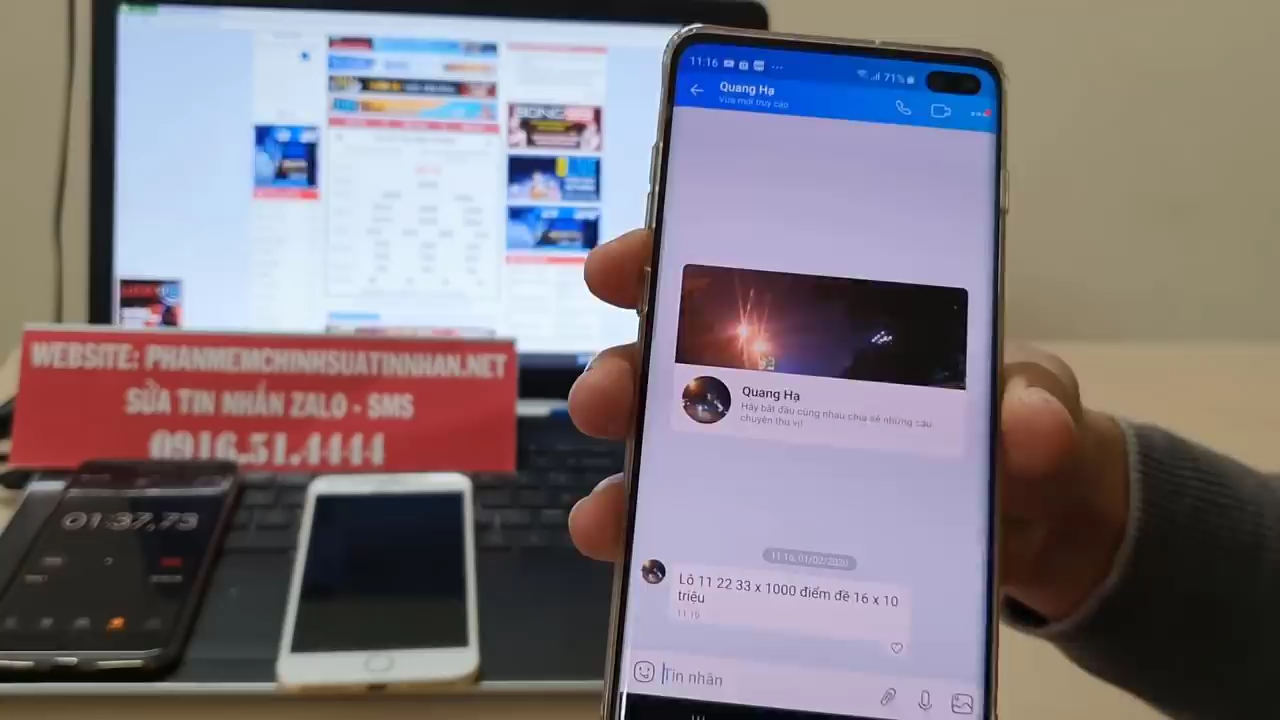 11:16
71%
Quang Hạ
Vừa mới truy cập
Quang Hạ
Hãy bắt đầu cùng nhau chia sẻ những câu
chuyện thú vị!
11:16, 01/02/2020
Lô 11 22 33 x 1000 điểm đề 16 x 10
triệu
11:16
Tin nhắn
WEBSITE: PHANMEMCHINHSUATINNHAN.NET
SỬA TIN NHẮN ZALO - SMS
0916.51.4444
01:37,73